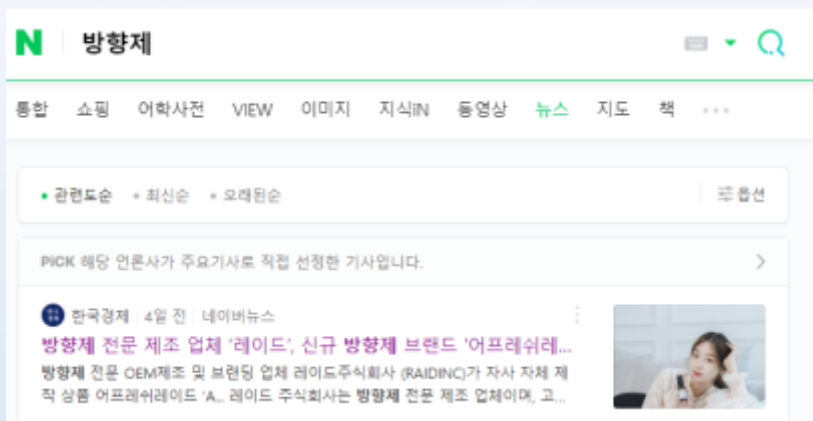 N 방향제
통합 쇼핑 어학사전 VIEW 이미지 지식iN 동영상 뉴스 지도 책 ···
• 관련도순 • 최신순 • 오래된순 옵션
PiCK 해당 언론사가 주요기사로 직접 선정한 기사입니다.
한국경제 4일 전 네이버뉴스
방향제 전문 제조 업체 '레이드', 신규 방향제 브랜드 '어프레쉬레...
방향제 전문 OEM제조 및 브랜딩 업체 레이드주식회사 (RAIDINC)가 자사 자체 제
작 상품 어프레쉬레이드 'A... 레이드 주식회사는 방향제 전문 제조 업체이며, 고...